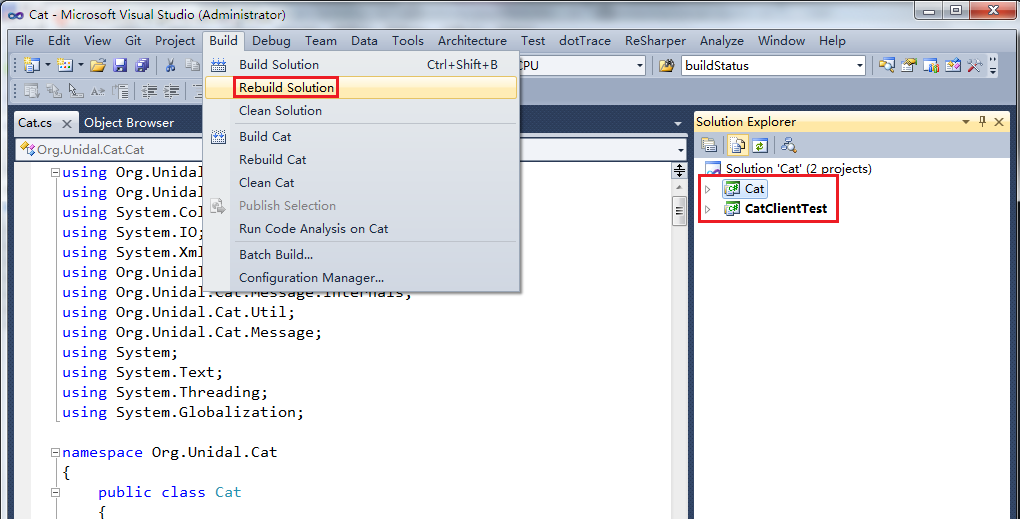 Cat - Microsoft Visual Studio (Administrator)
File Edit View Git Project Build Debug Team Data Tools Architecture Test dotTrace ReSharper Analyze Window Help
Build Solution Ctrl+Shift+B
CPU
buildStatus
Rebuild Solution
Clean Solution
Build Cat
Rebuild Cat
Clean Cat
Publish Selection
Run Code Analysis on Cat
Batch Build...
Configuration Manager...
Cat.cs Object Browser
Org.Unidal.Cat.Cat
using Org.Unidal
using Org.Unidal
using System.Col
using System.IO;
using System.Xml
using Org.Unidal
using Org.Unidal.Cat.Message.Internals;
using Org.Unidal.Cat.Util;
using Org.Unidal.Cat.Message;
using System;
using System.Text;
using System.Threading;
using System.Globalization;
namespace Org.Unidal.Cat
{
public class Cat
{
Solution Explorer
Solution 'Cat' (2 projects)
Cat
CatClientTest